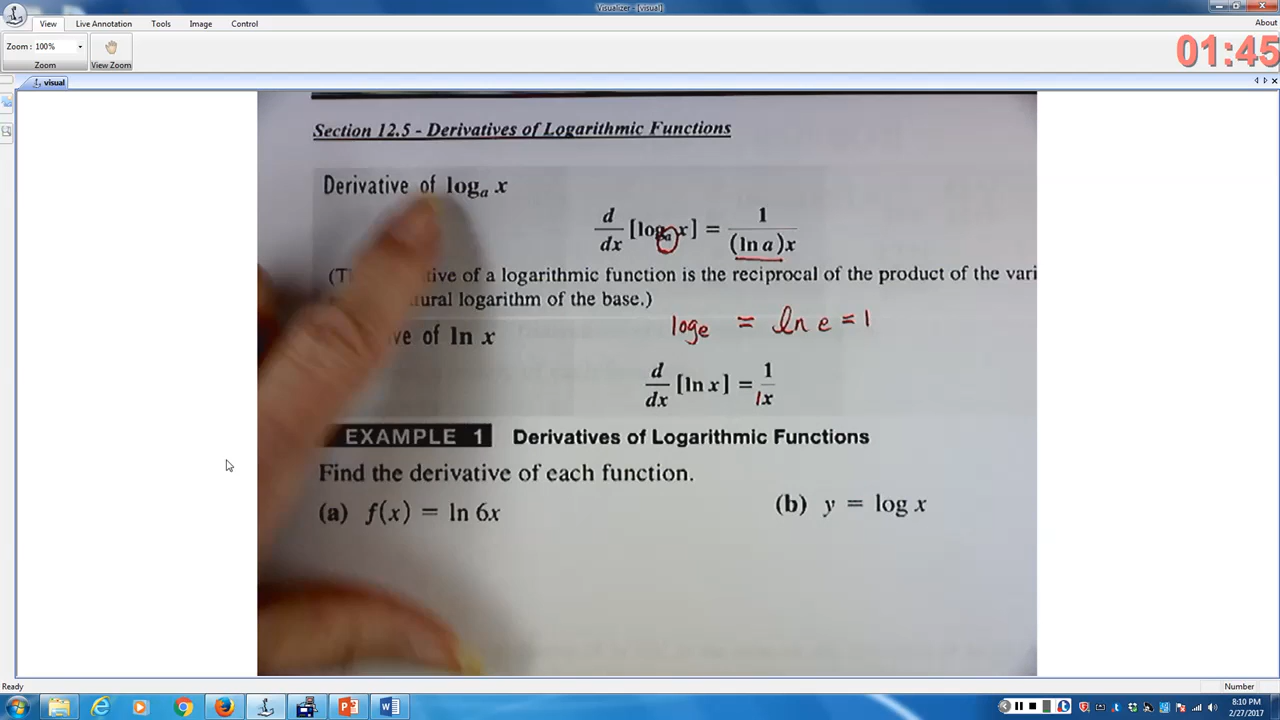 Visualizer - [visual]
View Live Annotation Tools Image Control About
Zoom : 100%
Zoom View Zoom
01:45
visual
Section 12.5 - Derivatives of Logarithmic Functions
Derivative of logₐ x
d/dx [logₐ x] = 1/(ln a)x
of a logarithmic function is the reciprocal of the product of the
logarithm of the base.)
logₑ = ln e = 1
of ln x
d/dx [ln x] = 1/1x
EXAMPLE 1 Derivatives of Logarithmic Functions
Find the derivative of each function.
(a) f(x) = ln 6x (b) y = log x
Ready Number
8:10 PM
2/27/2017